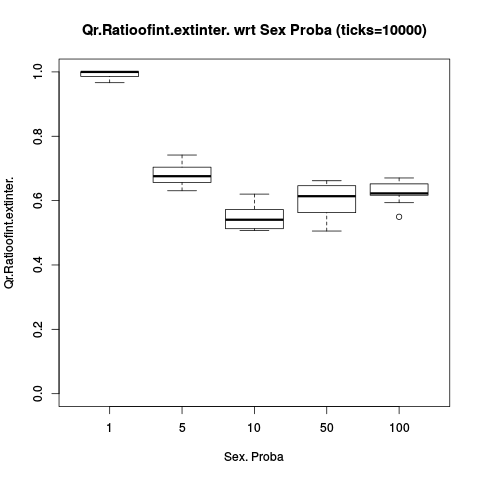 Qr.Ratioofint.extinter. wrt Sex Proba (ticks=10000)
Qr.Ratioofint.extinter.
1.0
0.8
0.6
0.4
0.2
0.0
1 5 10 50 100
Sex. Proba